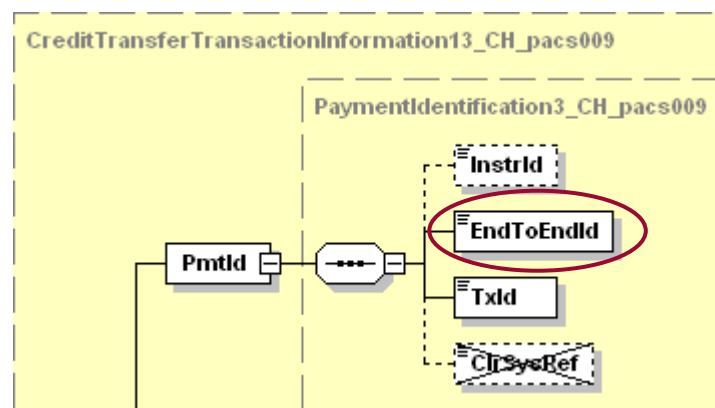 CreditTransferTransactionInformation13_CH_pacs009
PaymentIdentification3_CH_pacs009
InstrId
EndToEndId
PmtId
TxId
ClrSysRef